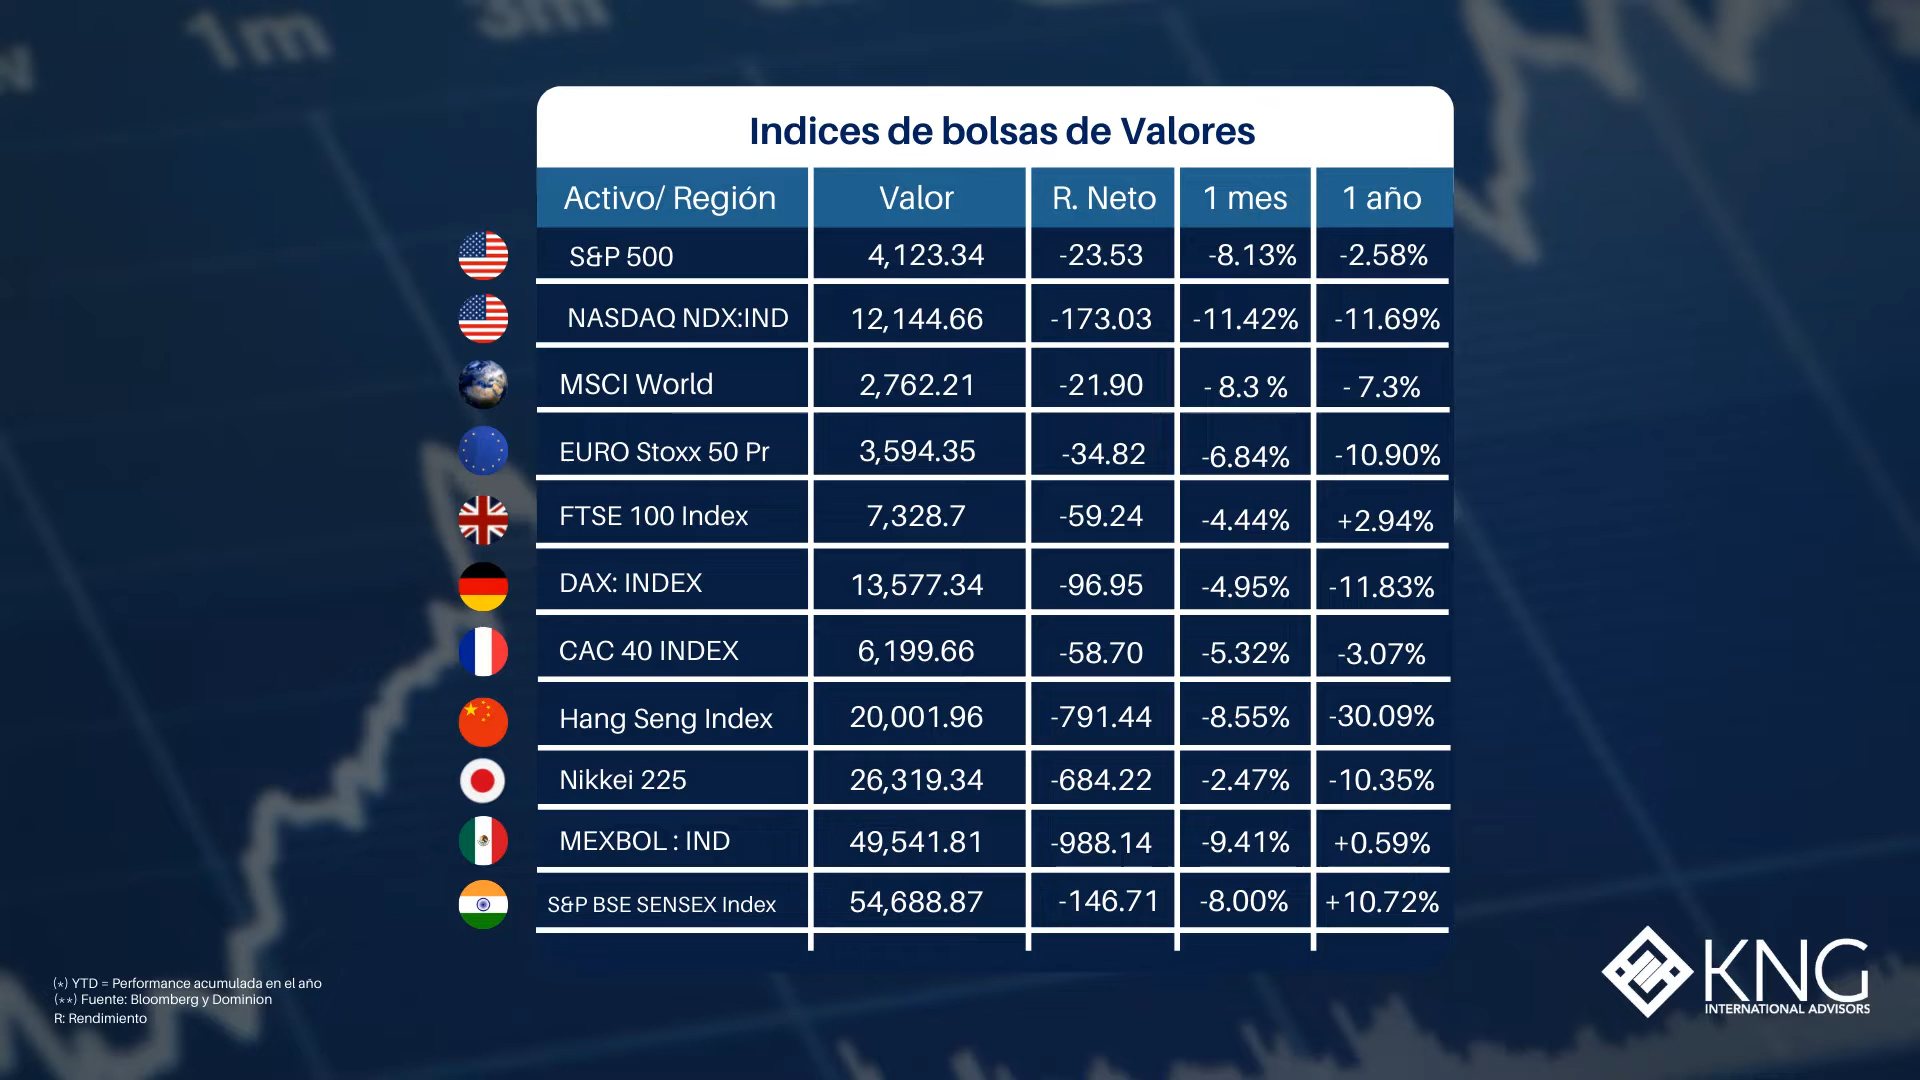 1m
3m
Indices de bolsas de Valores
Activo/ Región Valor R. Neto 1 mes 1 año
S&P 500 4,123.34 -23.53 -8.13% -2.58%
NASDAQ NDX:IND 12,144.66 -173.03 -11.42% -11.69%
MSCI World 2,762.21 -21.90 - 8.3 % - 7.3%
EURO Stoxx 50 Pr 3,594.35 -34.82 -6.84% -10.90%
FTSE 100 Index 7,328.7 -59.24 -4.44% +2.94%
DAX: INDEX 13,577.34 -96.95 -4.95% -11.83%
CAC 40 INDEX 6,199.66 -58.70 -5.32% -3.07%
Hang Seng Index 20,001.96 -791.44 -8.55% -30.09%
Nikkei 225 26,319.34 -684.22 -2.47% -10.35%
MEXBOL : IND 49,541.81 -988.14 -9.41% +0.59%
S&P BSE SENSEX Index 54,688.87 -146.71 -8.00% +10.72%
(*) YTD = Performance acumulada en el año
(**) Fuente: Bloomberg y Dominion
R: Rendimiento
KNG
INTERNATIONAL ADVISORS